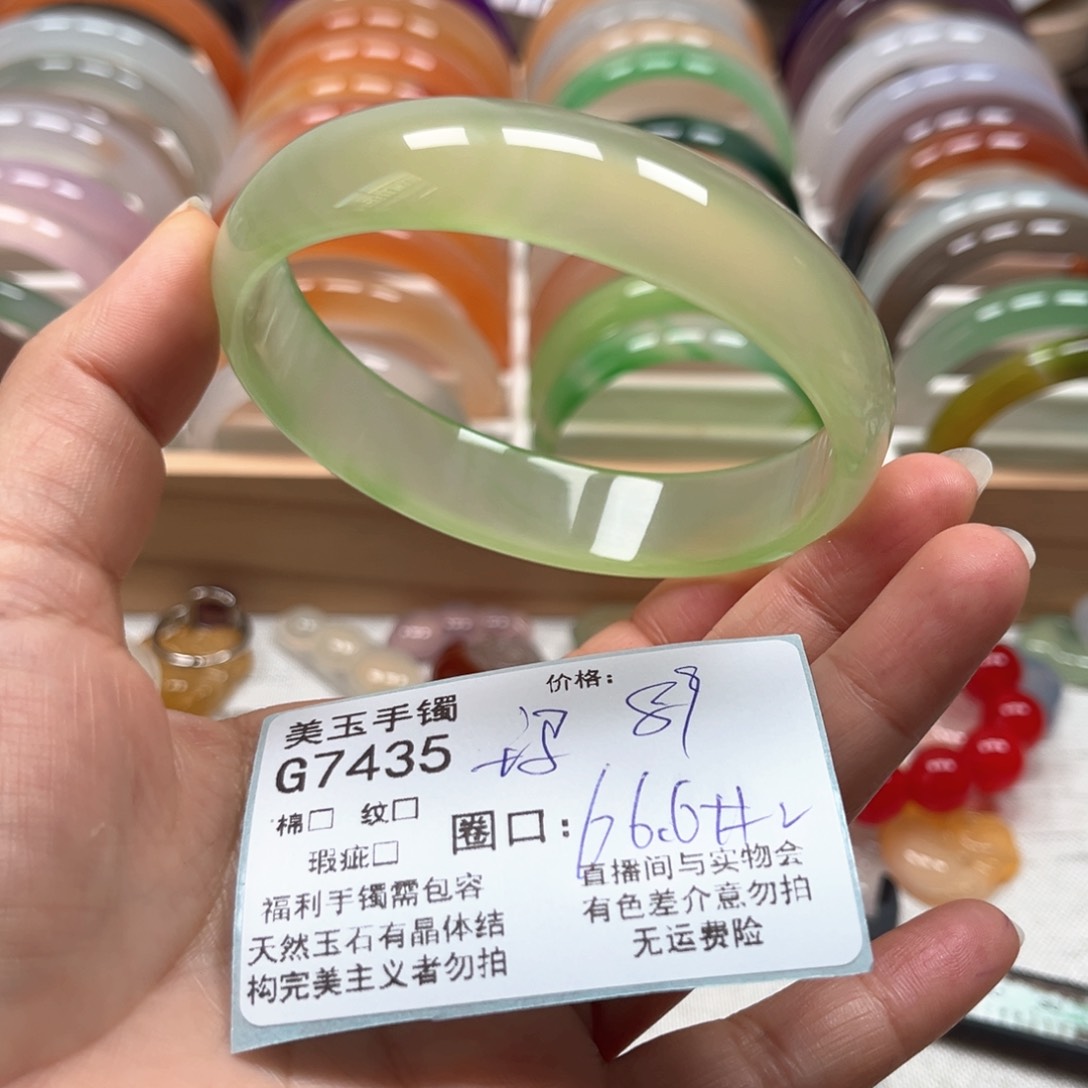 美玉手镯
价格: 89
G7435
棉□ 纹□
圈口: 66.6
瑕疵□
福利手镯需包容
天然玉石有晶体结
构完美主义者勿拍
直播间与实物会
有色差介意勿拍
无运费险